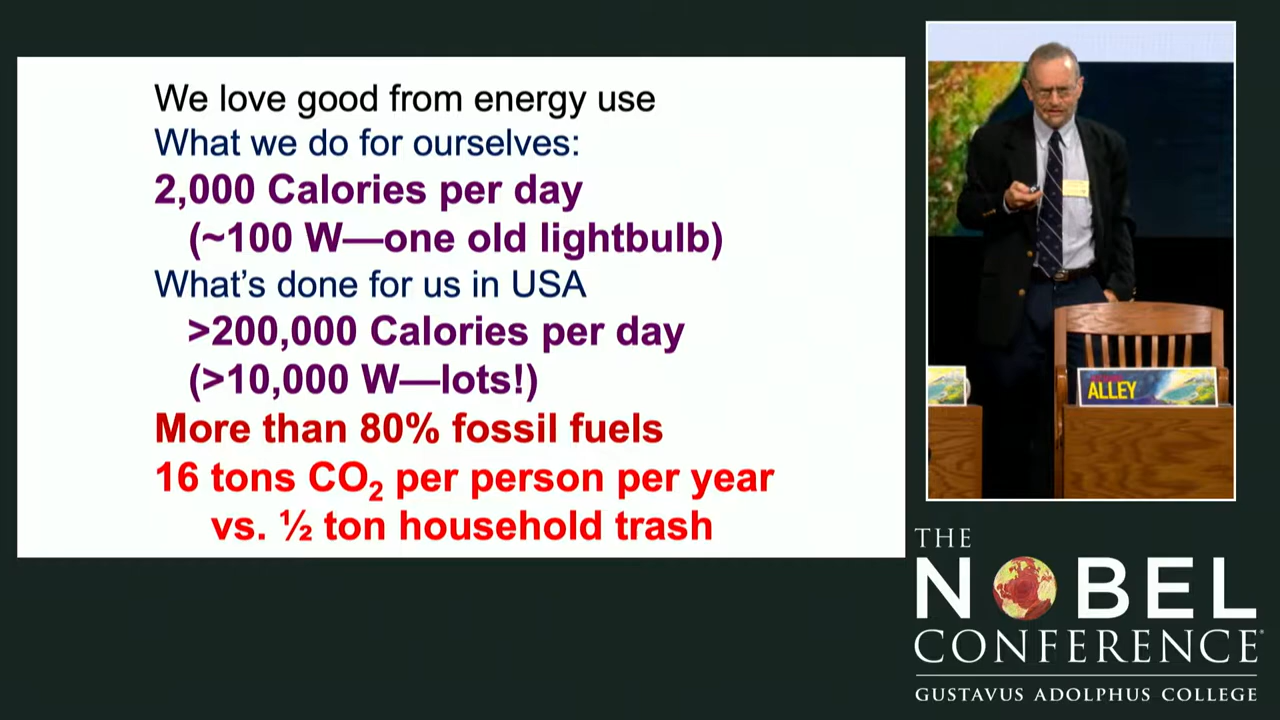 We love good from energy use
What we do for ourselves:
2,000 Calories per day
(~100 W—one old lightbulb)
What’s done for us in USA
>200,000 Calories per day
(>10,000 W—lots!)
More than 80% fossil fuels
16 tons CO₂ per person per year
vs. ½ ton household trash
ALLEY
THE
NOBEL
CONFERENCE
GUSTAVUS ADOLPHUS COLLEGE